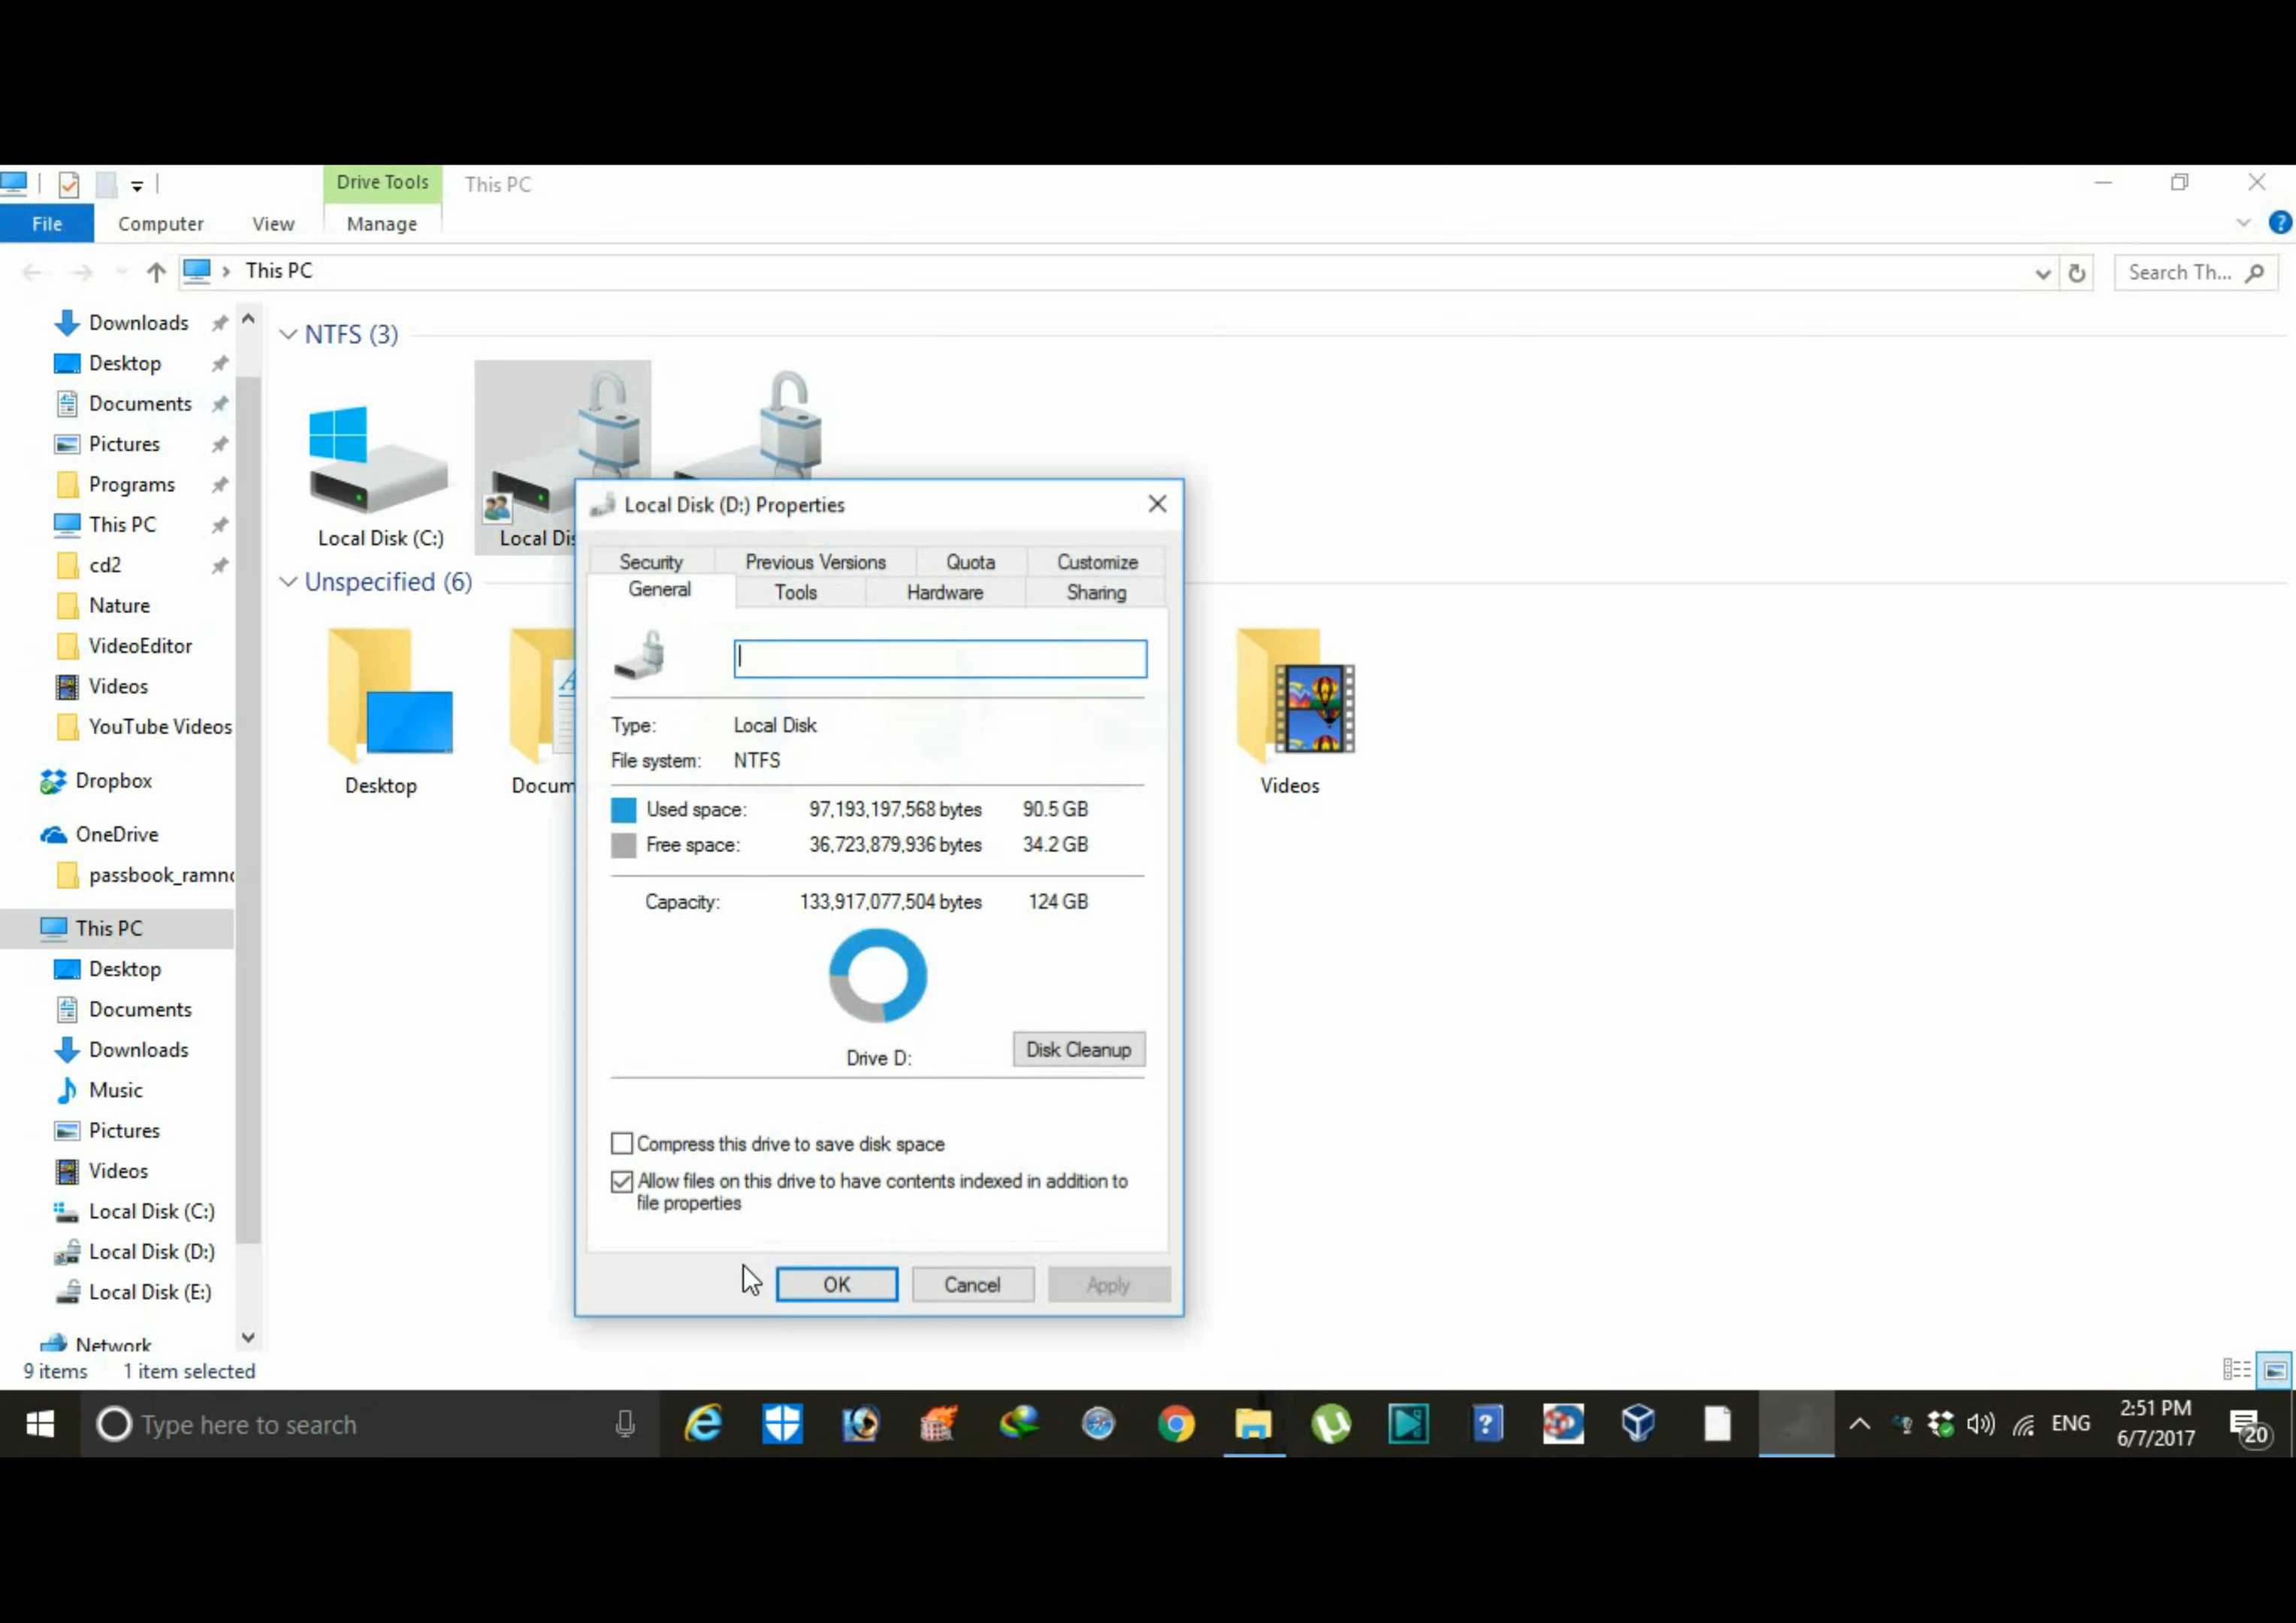 Drive Tools
This PC
File
Computer
View
Manage
This PC
Search Th...
Downloads
Desktop
Documents
Pictures
Programs
This PC
cd2
Nature
VideoEditor
Videos
YouTube Videos
Dropbox
OneDrive
passbook_ramn
This PC
Desktop
Documents
Downloads
Music
Pictures
Videos
Local Disk (C:)
Local Disk (D:)
Local Disk (E:)
Network
NTFS (3)
Local Disk (C:)
Local Dis
Unspecified (6)
Desktop
Docum
Videos
Local Disk (D:) Properties
Security
Previous Versions
Quota
Customize
General
Tools
Hardware
Sharing
Type: Local Disk
File system: NTFS
Used space: 97,193,197,568 bytes 90.5 GB
Free space: 36,723,879,936 bytes 34.2 GB
Capacity: 133,917,077,504 bytes 124 GB
Drive D:
Disk Cleanup
Compress this drive to save disk space
Allow files on this drive to have contents indexed in addition to
file properties
OK
Cancel
Apply
9 items
1 item selected
Type here to search
ENG
2:51 PM
6/7/2017
20